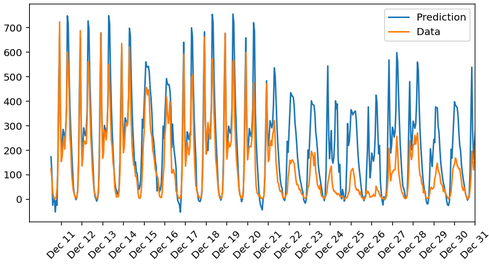 Prediction
Data
700
600
500
400
300
200
100
0
Dec 11
Dec 12
Dec 13
Dec 14
Dec 15
Dec 16
Dec 17
Dec 18
Dec 19
Dec 20
Dec 21
Dec 22
Dec 23
Dec 24
Dec 25
Dec 26
Dec 27
Dec 28
Dec 29
Dec 30
Dec 31